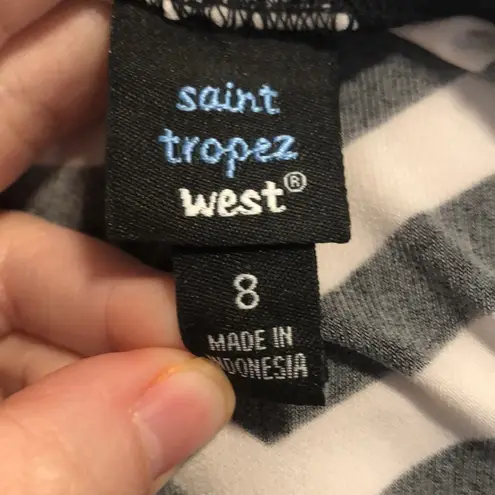 saint
tropez
west®
8
MADE IN
INDONESIA